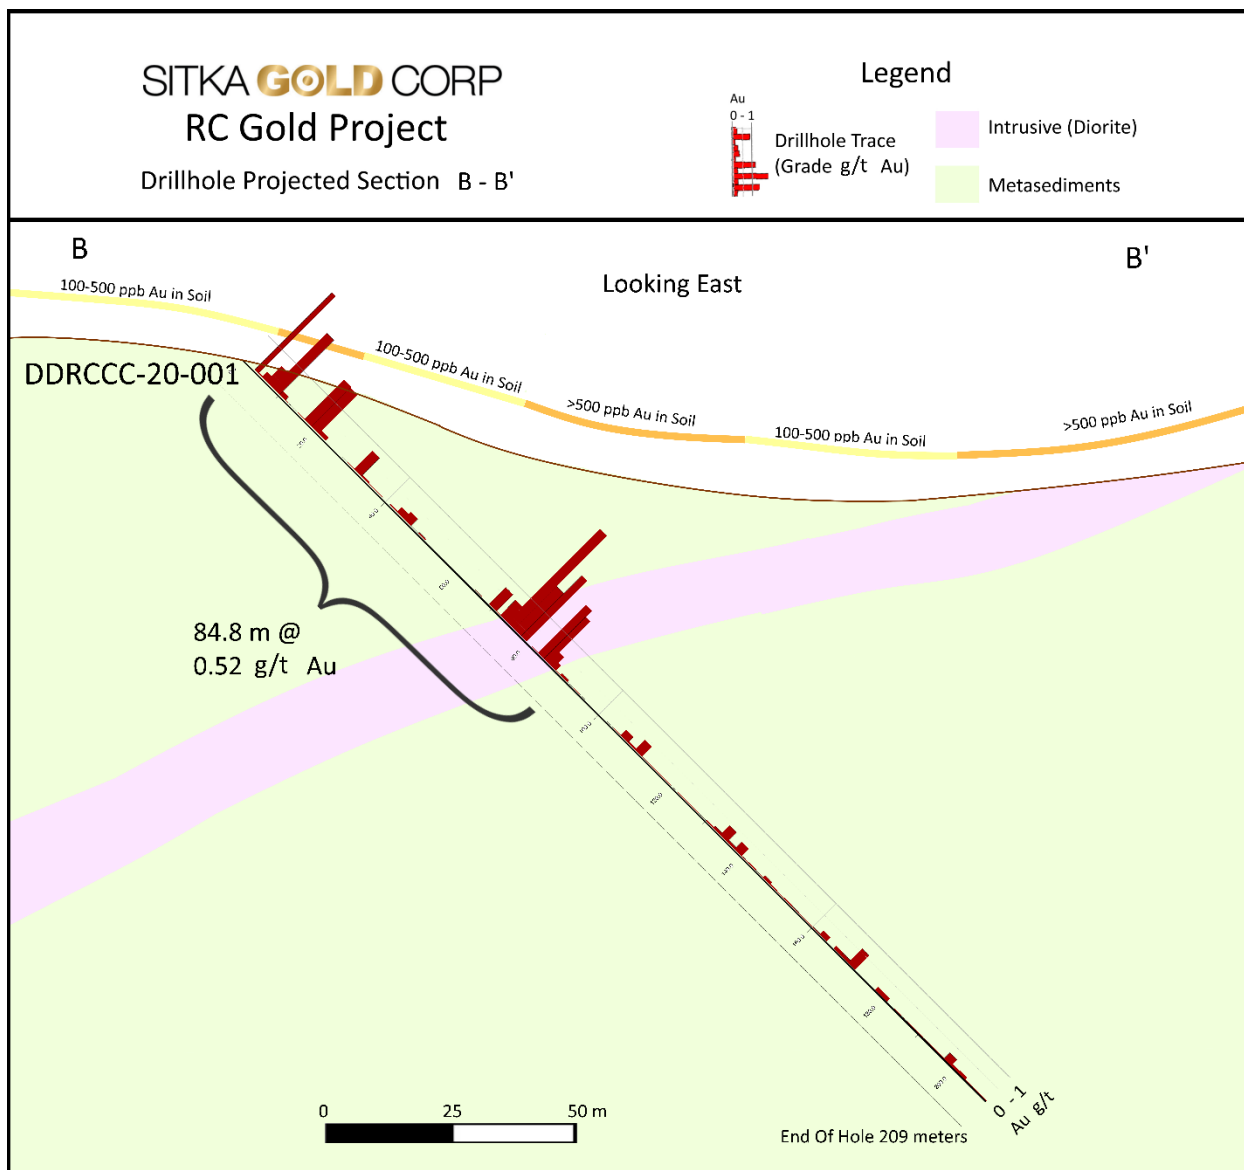 SITKA GOLD CORP
RC Gold Project
Drillhole Projected Section B - B'
Legend
Au
0 - 1
Drillhole Trace
(Grade g/t Au)
Intrusive (Diorite)
Metasediments
B
B'
Looking East
100-500 ppb Au in Soil
100-500 ppb Au in Soil
>500 ppb Au in Soil
100-500 ppb Au in Soil
>500 ppb Au in Soil
DDRCCC-20-001
84.8 m @
0.52 g/t Au
0 - 1
Au g/t
0 25 50 m
End Of Hole 209 meters